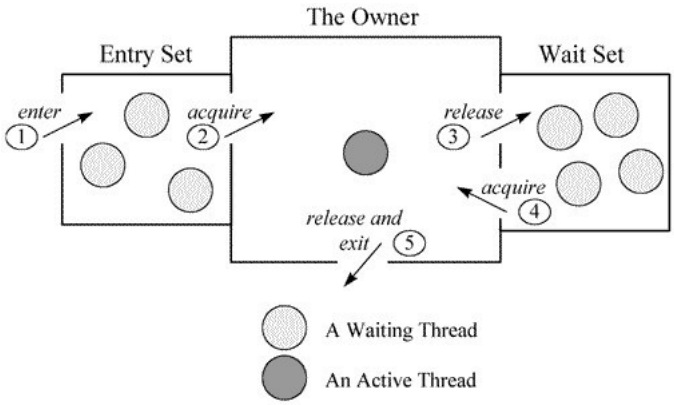 The Owner
Entry Set
Wait Set
enter
1
acquire
2
release
3
acquire
4
release and
exit 5
A Waiting Thread
An Active Thread